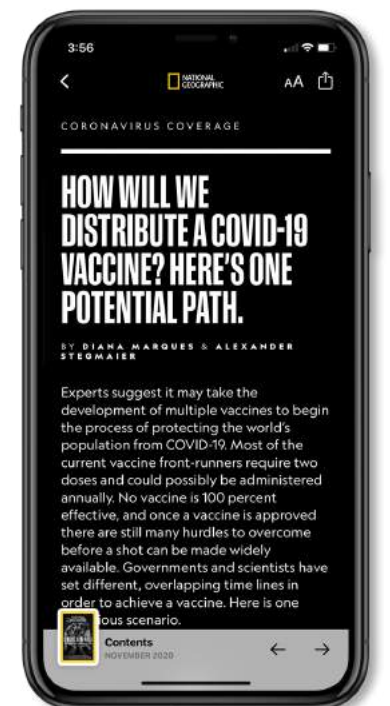 3:56
NATIONAL
GEOGRAPHIC
AA
CORONAVIRUS COVERAGE
HOW WILL WE
DISTRIBUTE A COVID-19
VACCINE? HERE'S ONE
POTENTIAL PATH.
BY DIANA MARQUES & ALEXANDER
STEGMAIER
Experts suggest it may take the
development of multiple vaccines to begin
the process of protecting the world's
population from COVID-19. Most of the
current vaccine front-runners require two
doses and could possibly be administered
annually. No vaccine is 100 percent
effective, and once a vaccine is approved
there are still many hurdles to overcome
before a shot can be made widely
available. Governments and scientists have
set different, overlapping time lines in
order to achieve a vaccine. Here is one
ious scenario.
Contents
NOVEMBER 2020